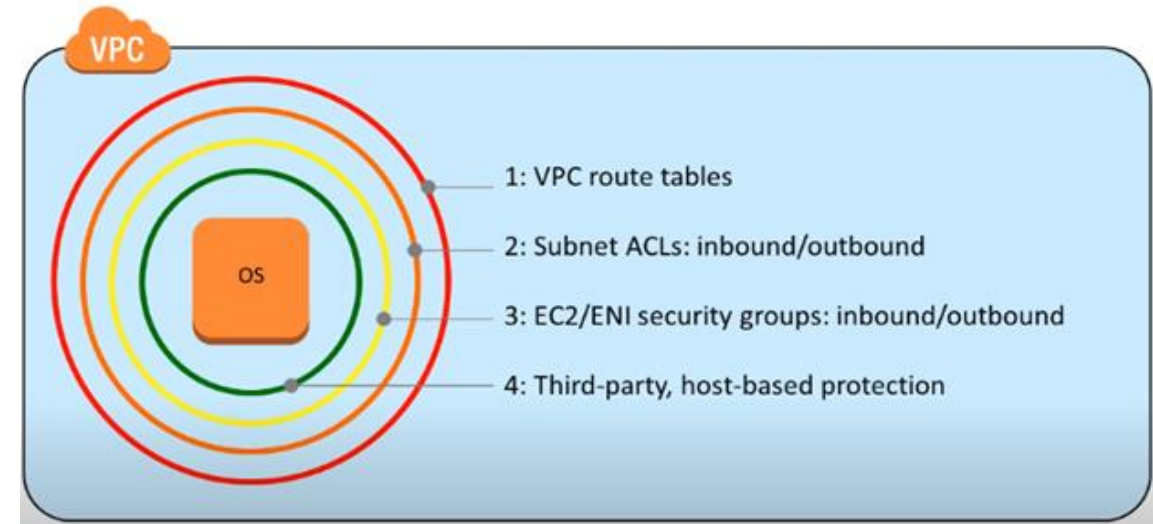 VPC
1: VPC route tables
2: Subnet ACLs: inbound/outbound
OS
3: EC2/ENI security groups: inbound/outbound
4: Third-party, host-based protection